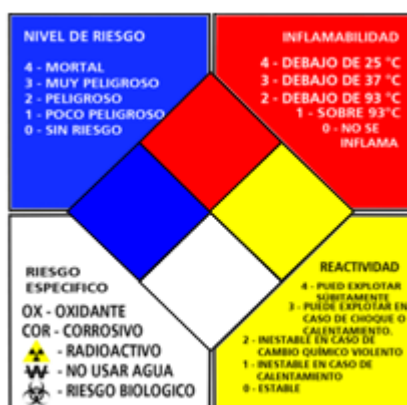 NIVEL DE RIESGO
4 - MORTAL
3 - MUY PELIGROSO
2 - PELIGROSO
1 - POCO PELIGROSO
0 - SIN RIESGO
INFLAMABILIDAD
4 - DEBAJO DE 25 °C
3 - DEBAJO DE 37 °C
2 - DEBAJO DE 93 °C
1 - SOBRE 93°C
0 - NO SE
INFLAMA
RIESGO
ESPECIFICO
OX - OXIDANTE
COR - CORROSIVO
- RADIOACTIVO
W - NO USAR AGUA
- RIESGO BIOLOGICO
REACTIVIDAD
4 - PUED EXPLOTAR
SÚBITAMENTE
3 - PUEDE EXPLOTAR EN
CASO DE CHOQUE O
CALENTAMIENTO.
2 - INESTABLE EN CASO DE
CAMBIO QUÍMICO VIOLENTO
1 - INESTABLE EN CASO DE
CALENTAMIENTO
0 - ESTABLE